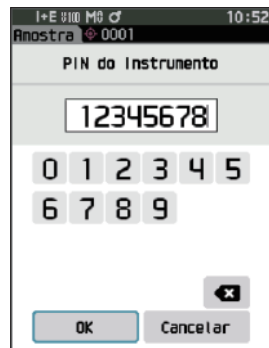 I+E M0 10:52
Amostra 0001
PIN do Instrumento
12345678
0 1 2 3 4 5
6 7 8 9
OK Cancelar